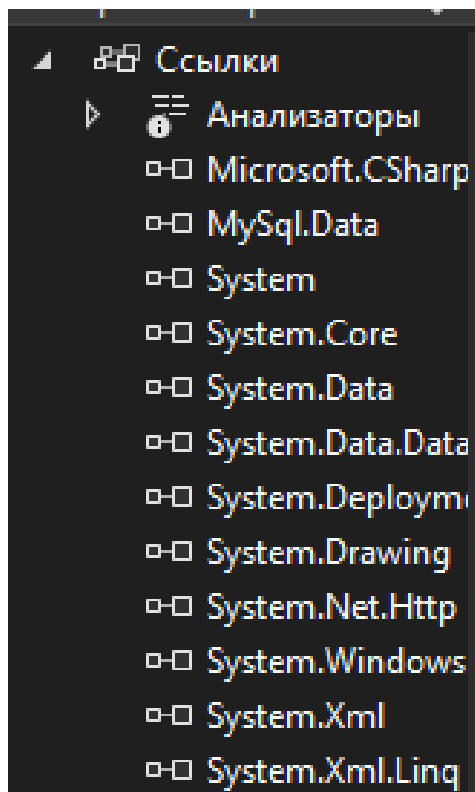 Ссылки
Анализаторы
Microsoft.CSharp
MySql.Data
System
System.Core
System.Data
System.Data.Data
System.Deployme
System.Drawing
System.Net.Http
System.Windows
System.Xml
System.Xml.Linq